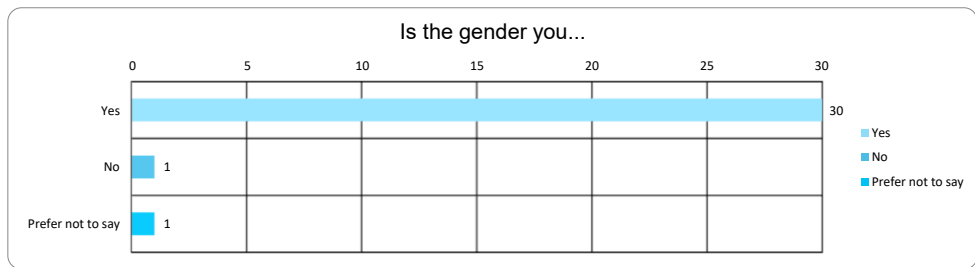 Is the gender you...
0 5 10 15 20 25 30
Yes 30
No 1
Prefer not to say 1
Yes
No
Prefer not to say